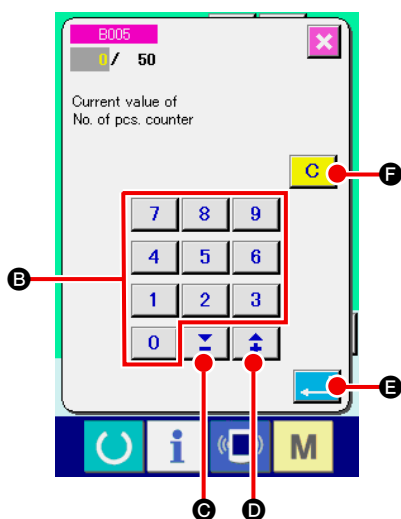 B005
0/ 50
Current value of
No. of pcs. counter
C
F
7 8 9
4 5 6
B
1 2 3
0
E
i M
C D